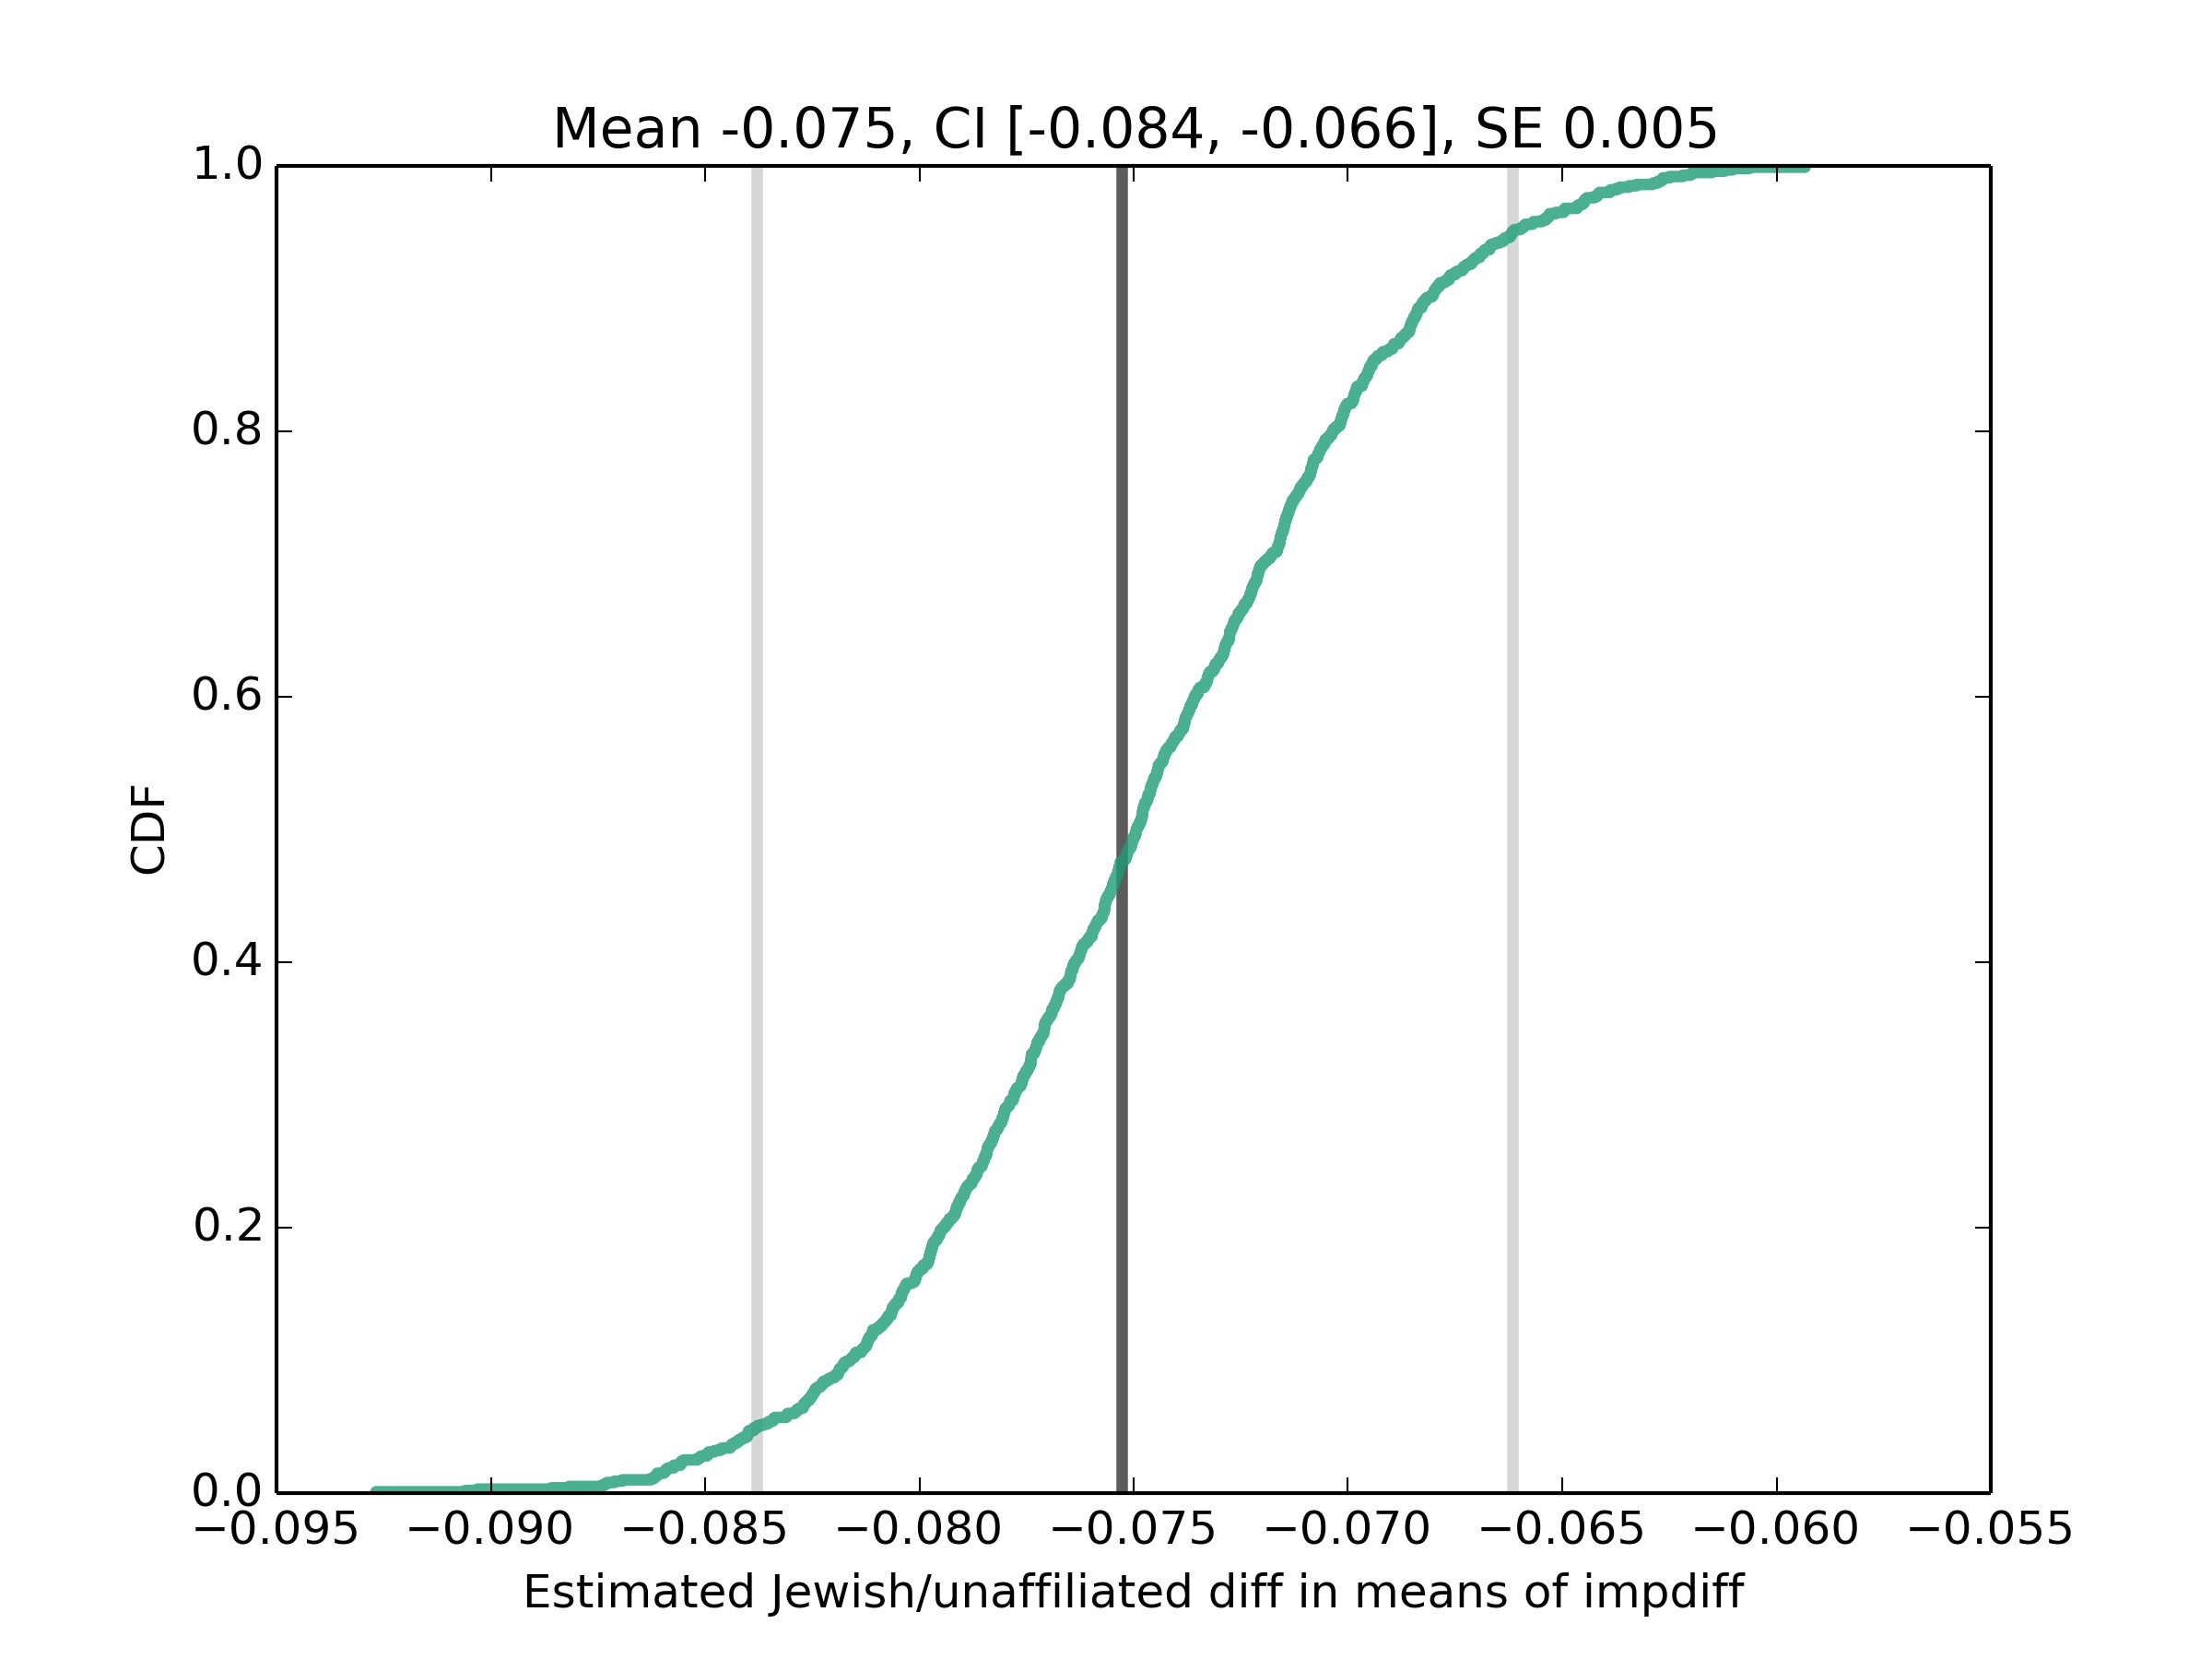 Mean -0.075, CI [-0.084, -0.066], SE 0.005
1.0
0.8
0.6
0.4
0.2
0.0
CDF
−0.095 −0.090 −0.085 −0.080 −0.075 −0.070 −0.065 −0.060 −0.055
Estimated Jewish/unaffiliated diff in means of impdiff